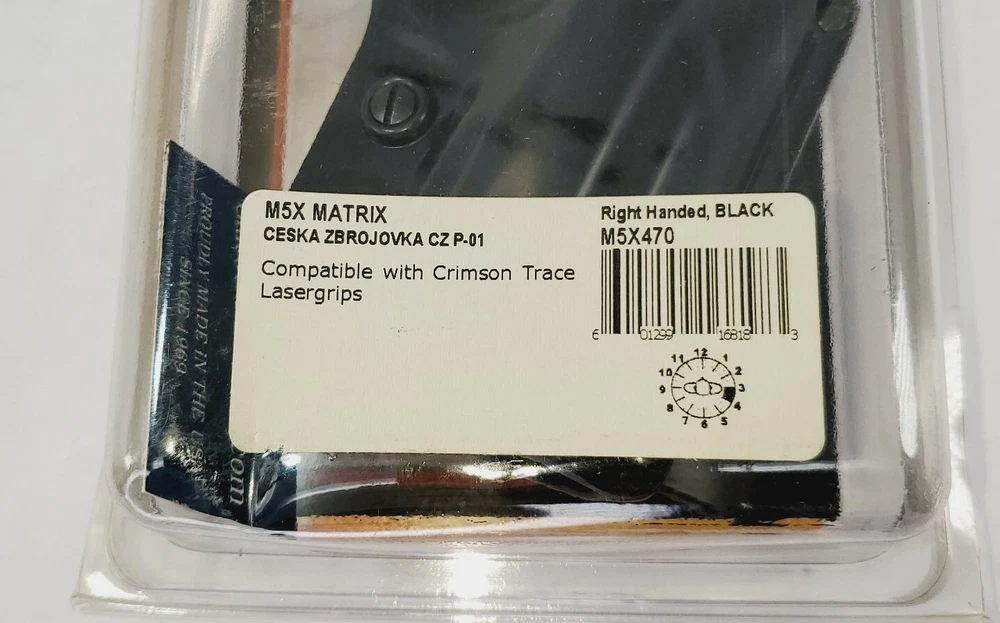 M5X MATRIX
CESKA ZBROJOVKA CZ P-01
Compatible with Crimson Trace
Lasergrips
Right Handed, BLACK
M5X470
6 01299 16818 3
12
11 1
10 2
9 3
8 4
7 5
6
PROUDLY MADE IN THE USA
SINCE 1969
.com